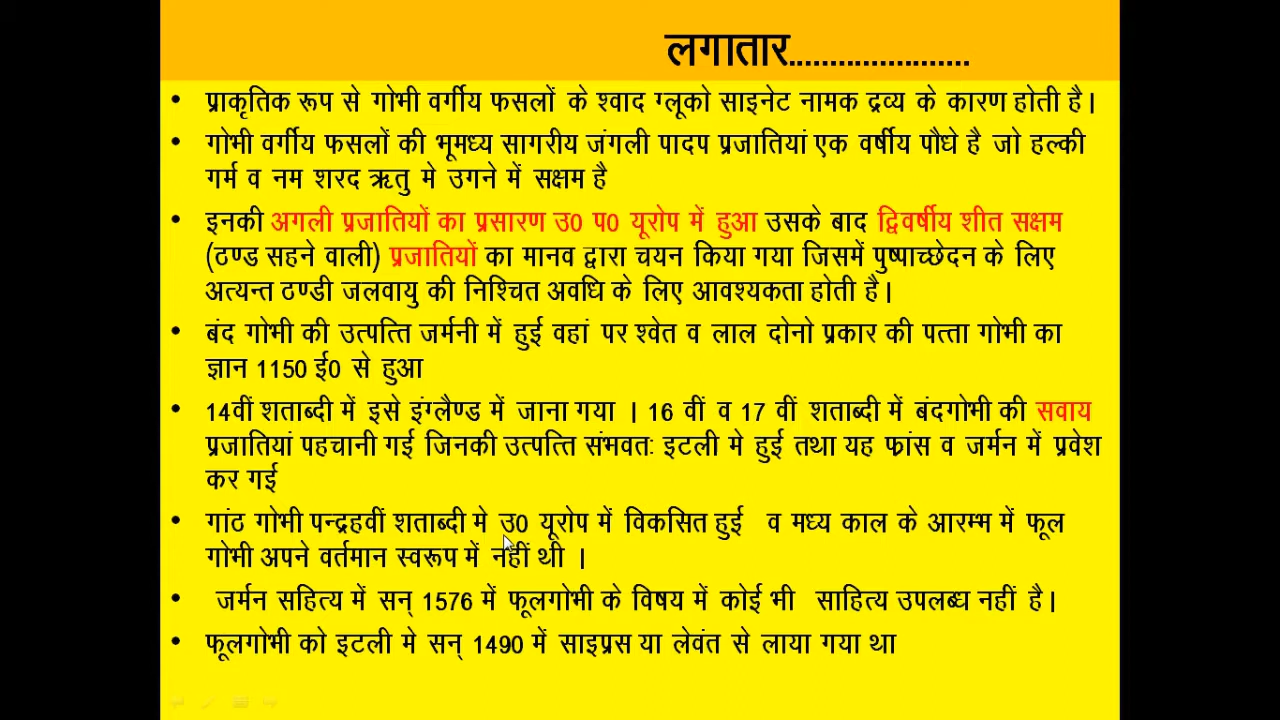 लगातार......................
• प्राकृतिक रूप से गोभी वर्गीय फसलों के श्वाद ग्लूको साइनेट नामक द्रव्य के कारण होती है।
• गोभी वर्गीय फसलों की भूमध्य सागरीय जंगली पादप प्रजातियां एक वर्षीय पौधे है जो हल्की
गर्म व नम शरद ऋतु मे उगने में सक्षम है
• इनकी अगली प्रजातियों का प्रसारण उ0 प0 यूरोप में हुआ उसके बाद द्विवर्षीय शीत सक्षम
(ठण्ड सहने वाली) प्रजातियों का मानव द्वारा चयन किया गया जिसमें पुष्पाच्छेदन के लिए
अत्यन्त ठण्डी जलवायु की निश्चित अवधि के लिए आवश्यकता होती है।
• बंद गोभी की उत्पत्ति जर्मनी में हुई वहां पर श्वेत व लाल दोनो प्रकार की पत्ता गोभी का
ज्ञान 1150 ई0 से हुआ
• 14वीं शताब्दी में इसे इंग्लैण्ड में जाना गया । 16 वीं व 17 वीं शताब्दी में बंदगोभी की सवाय
प्रजातियां पहचानी गई जिनकी उत्पत्ति संभवतः इटली मे हुई तथा यह फ्रांस व जर्मन में प्रवेश
कर गई
• गांठ गोभी पन्द्रहवीं शताब्दी मे उ0 यूरोप में विकसित हुई व मध्य काल के आरम्भ में फूल
गोभी अपने वर्तमान स्वरूप में नहीं थी ।
• जर्मन सहित्य में सन् 1576 में फूलगोभी के विषय में कोई भी साहित्य उपलब्ध नहीं है।
• फूलगोभी को इटली मे सन् 1490 में साइप्रस या लेवंत से लाया गया था